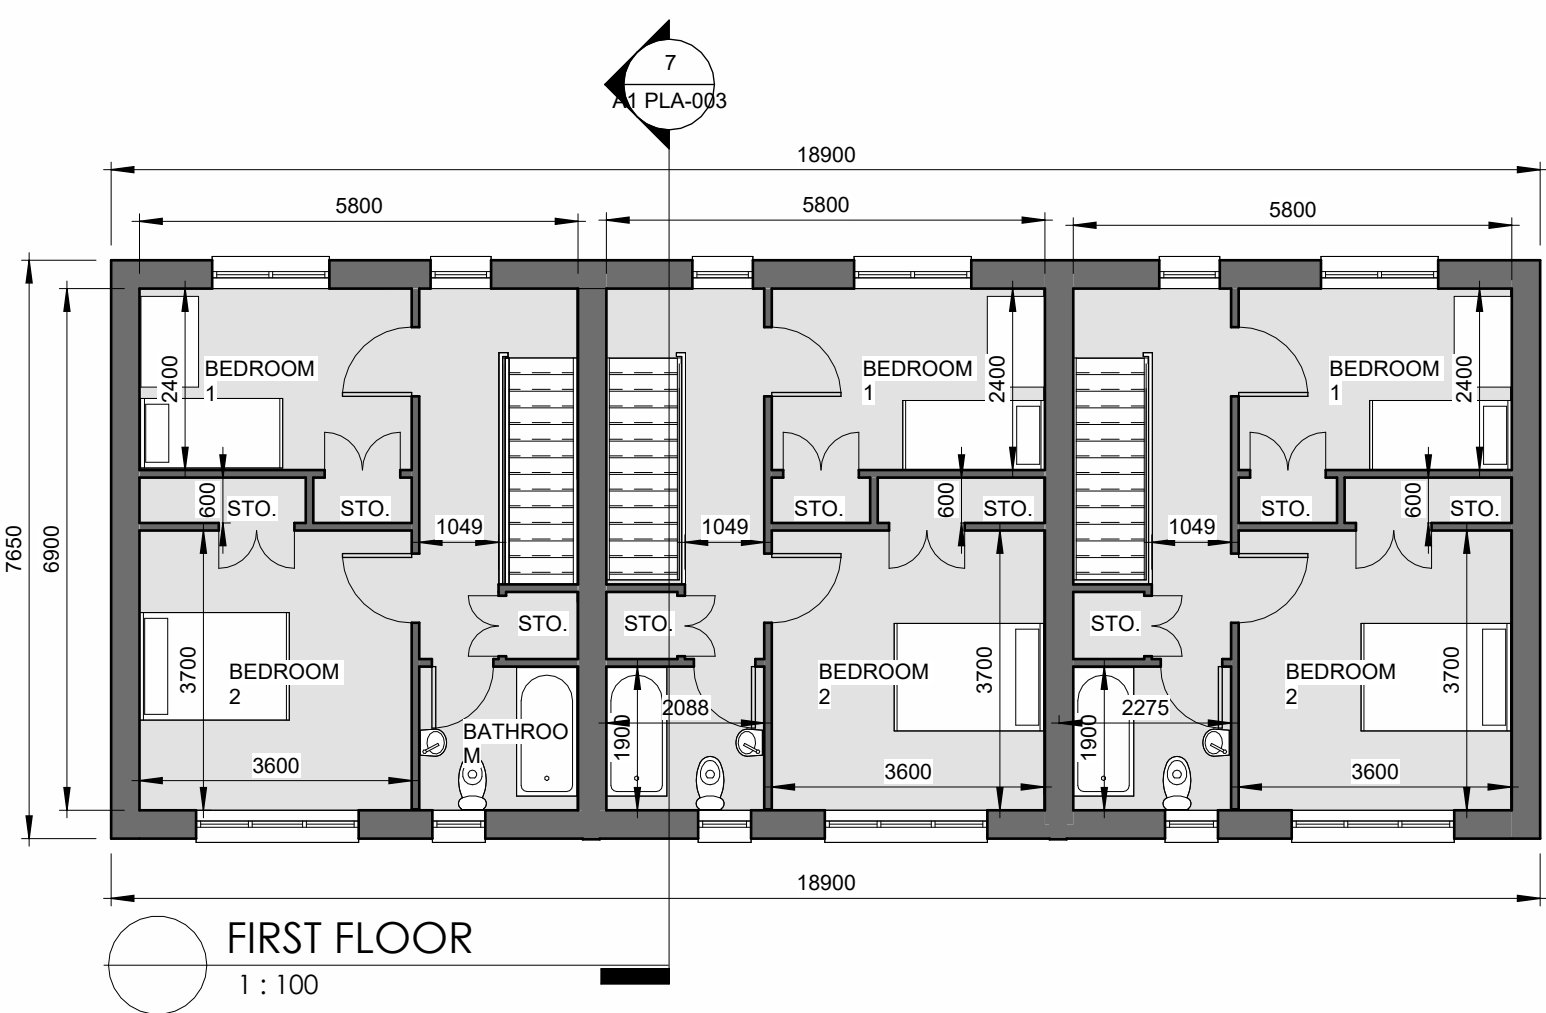 7
A1 PLA-003
18900
5800
5800
5800
2400
BEDROOM
1
BEDROOM
1
2400
BEDROOM
1
2400
600
STO.
STO.
STO.
600
STO.
STO.
600
STO.
7650
6900
1049
1049
1049
STO.
STO.
STO.
3700
BEDROOM
2
BEDROOM
2
3700
BEDROOM
2
3700
BATHROO
M
1900
2088
1900
2275
3600
3600
3600
18900
FIRST FLOOR
1 : 100